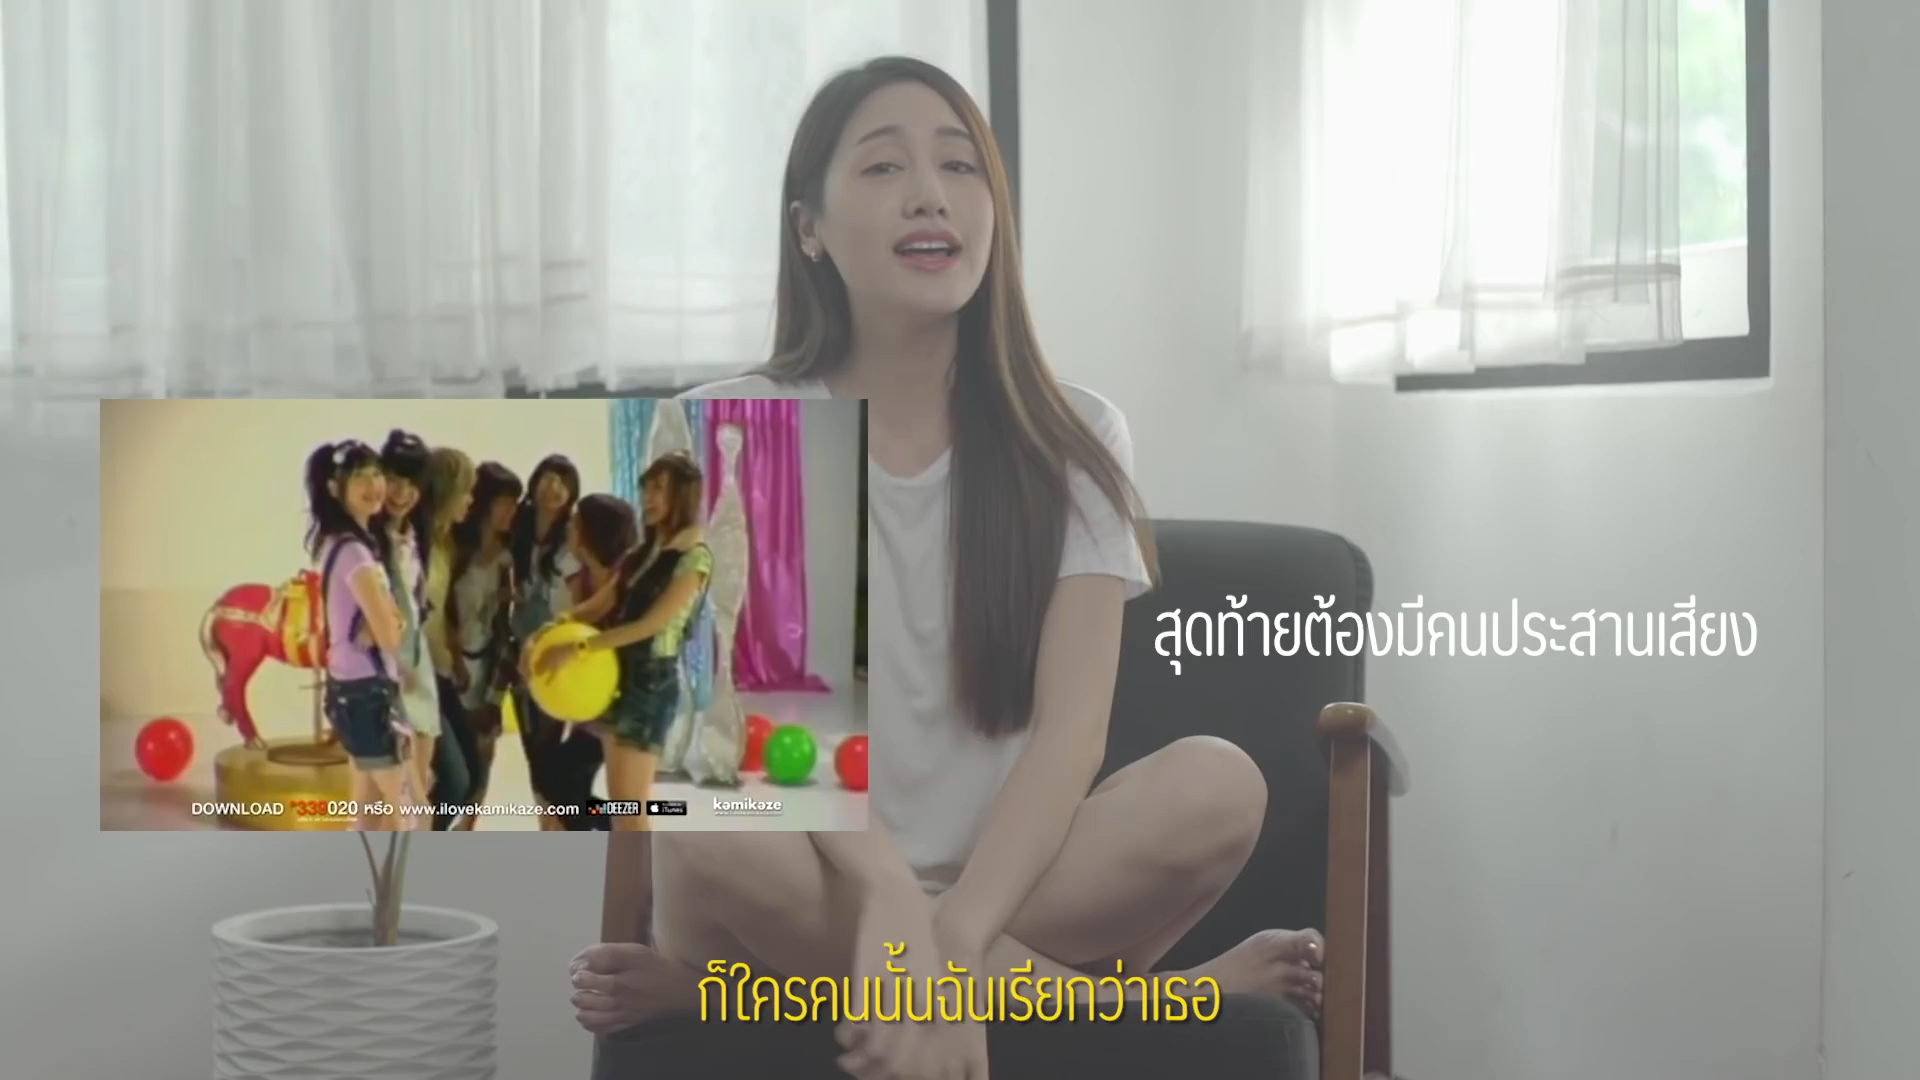 สุดท้ายต้องมีคนประสานเสียง
DOWNLOAD *339020 หรือ www.ilovekamikaze.com DEEZER iTunes kamikaze
ก็ใครคนนั้นฉันเรียกว่าเธอ